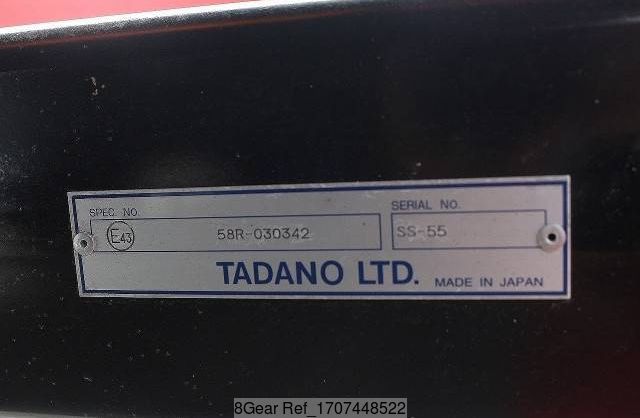 SPEC NO. SERIAL NO.
E43 58R-030342 SS-55
TADANO LTD. MADE IN JAPAN
8Gear Ref_1707448522